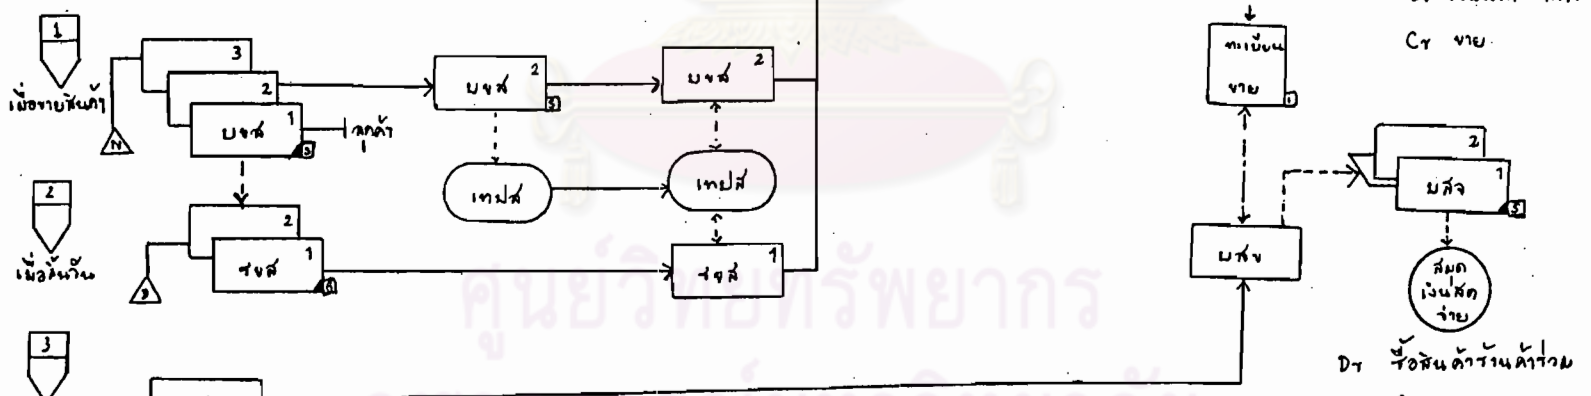 1
เมื่อขายสินค้า
3
2
บขส 1
S
ลูกค้า
N
บขส 2
S
บขส 2
เทปส
เทปส
2
เมื่อสิ้นวัน
2
รขส 1
D
รขส 1
3
ทะเบียน
ขาย
Cr ขาย
2
บสจ 1
S
บสข
สมุด
เงินสด
จ่าย
Dr ซื้อสินค้าร้านค้าร่วม
ศูนย์วิทยทรัพยากร